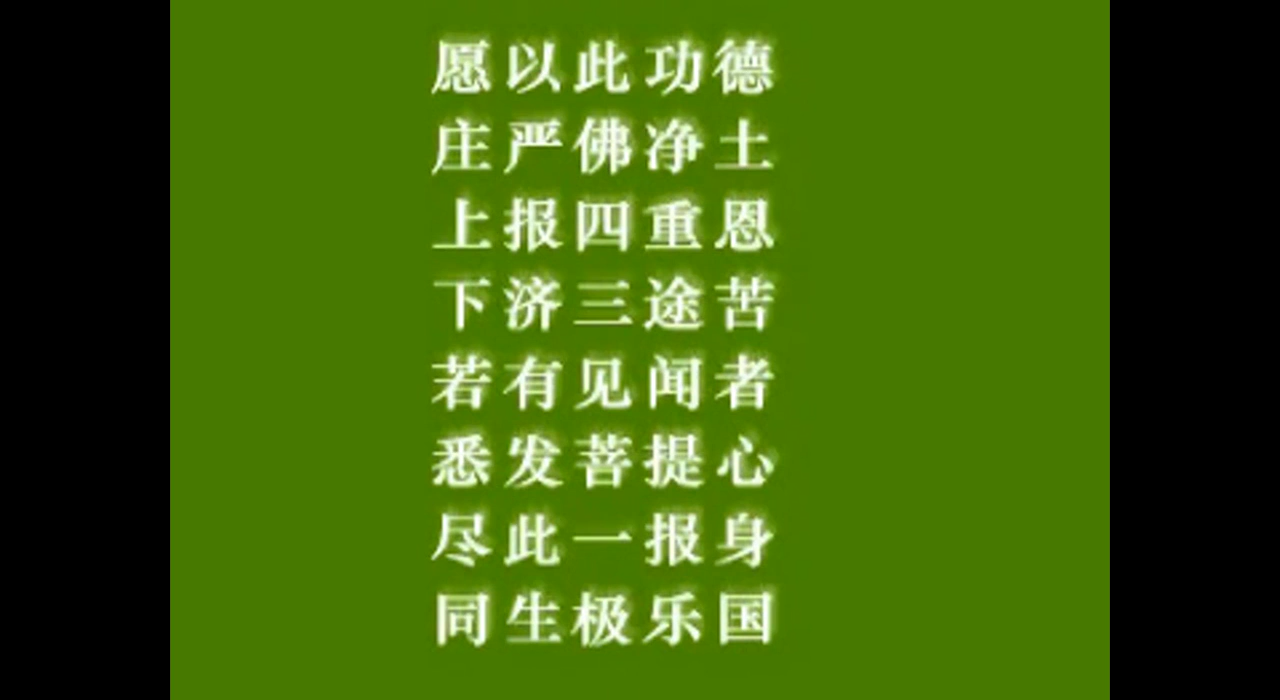 愿以此功德
庄严佛净土
上报四重恩
下济三途苦
若有见闻者
悉发菩提心
尽此一报身
同生极乐国